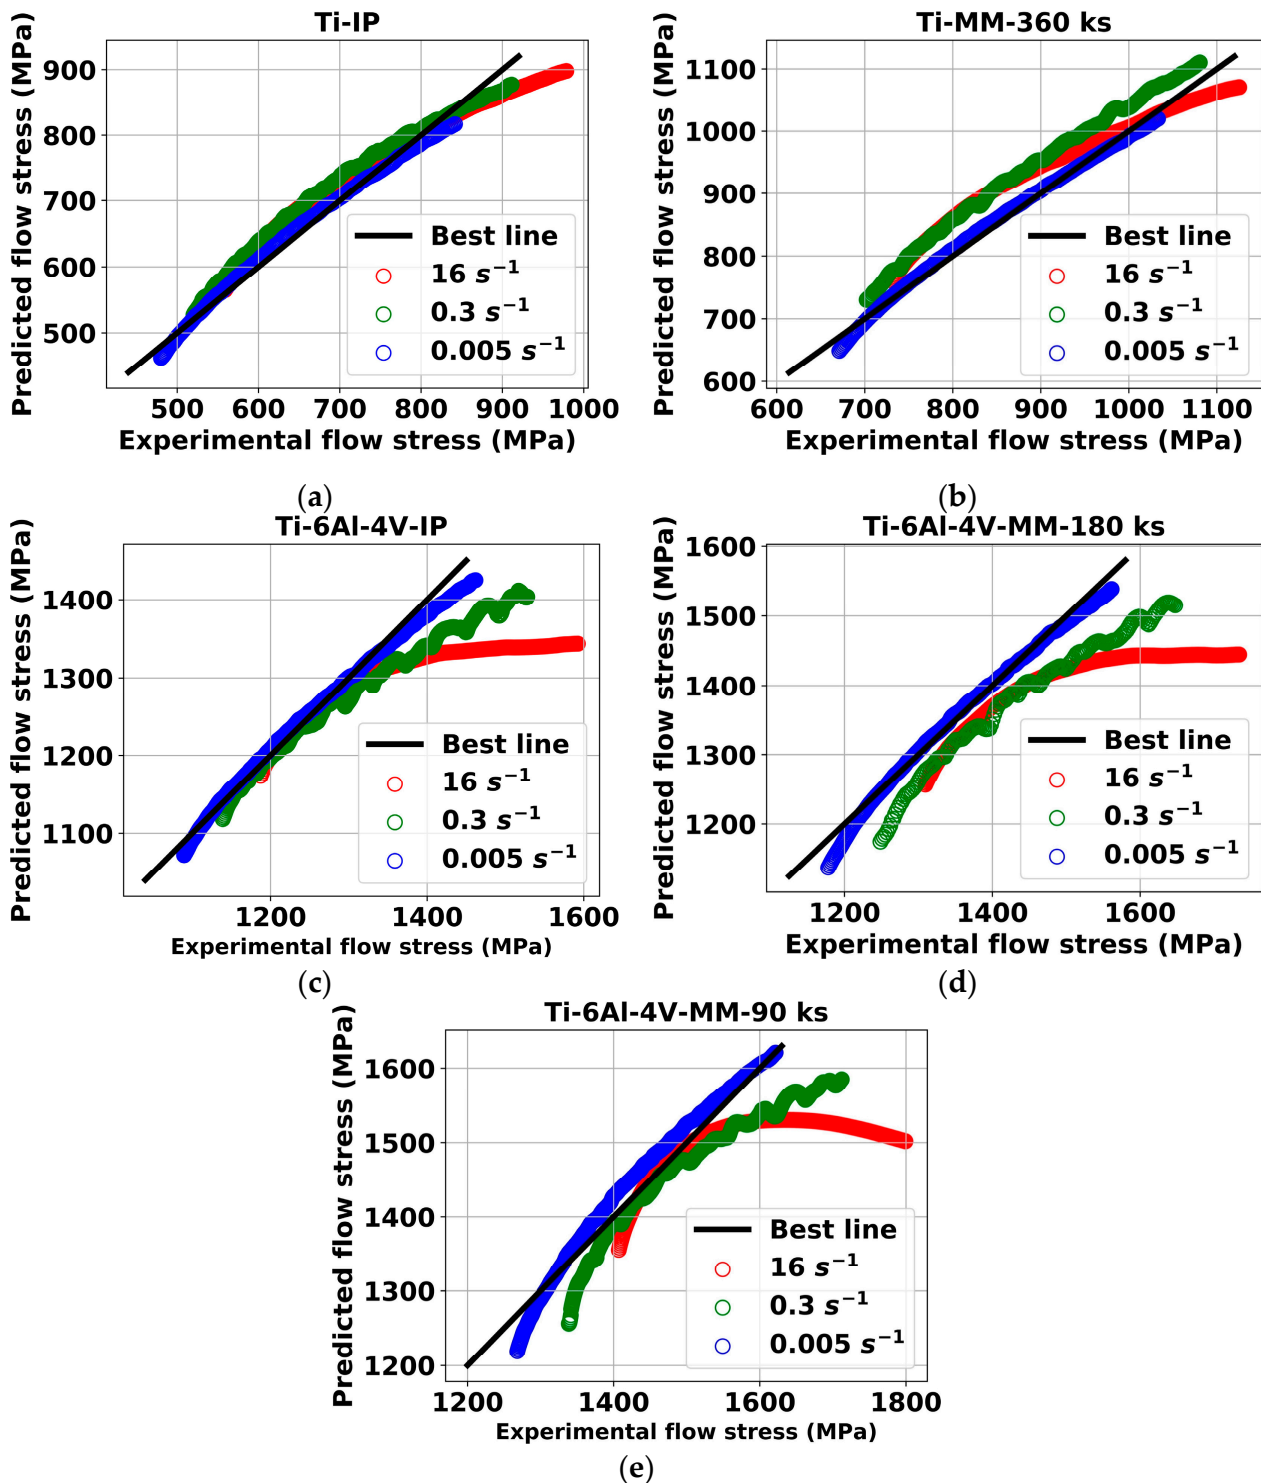 Ti-IP
Predicted flow stress (MPa)
900
800
700
600
500
Best line
16 s⁻¹
0.3 s⁻¹
0.005 s⁻¹
500 600 700 800 900 1000
Experimental flow stress (MPa)
(a)
Ti-MM-360 ks
Predicted flow stress (MPa)
1100
1000
900
800
700
600
Best line
16 s⁻¹
0.3 s⁻¹
0.005 s⁻¹
600 700 800 900 1000 1100
Experimental flow stress (MPa)
(b)
Ti-6Al-4V-IP
Predicted flow stress (MPa)
1400
1300
1200
1100
Best line
16 s⁻¹
0.3 s⁻¹
0.005 s⁻¹
1200 1400 1600
Experimental flow stress (MPa)
(c)
Ti-6Al-4V-MM-180 ks
Predicted flow stress (MPa)
1600
1500
1400
1300
1200
Best line
16 s⁻¹
0.3 s⁻¹
0.005 s⁻¹
1200 1400 1600
Experimental flow stress (MPa)
(d)
Ti-6Al-4V-MM-90 ks
Predicted flow stress (MPa)
1600
1500
1400
1300
1200
Best line
16 s⁻¹
0.3 s⁻¹
0.005 s⁻¹
1200 1400 1600 1800
Experimental flow stress (MPa)
(e)